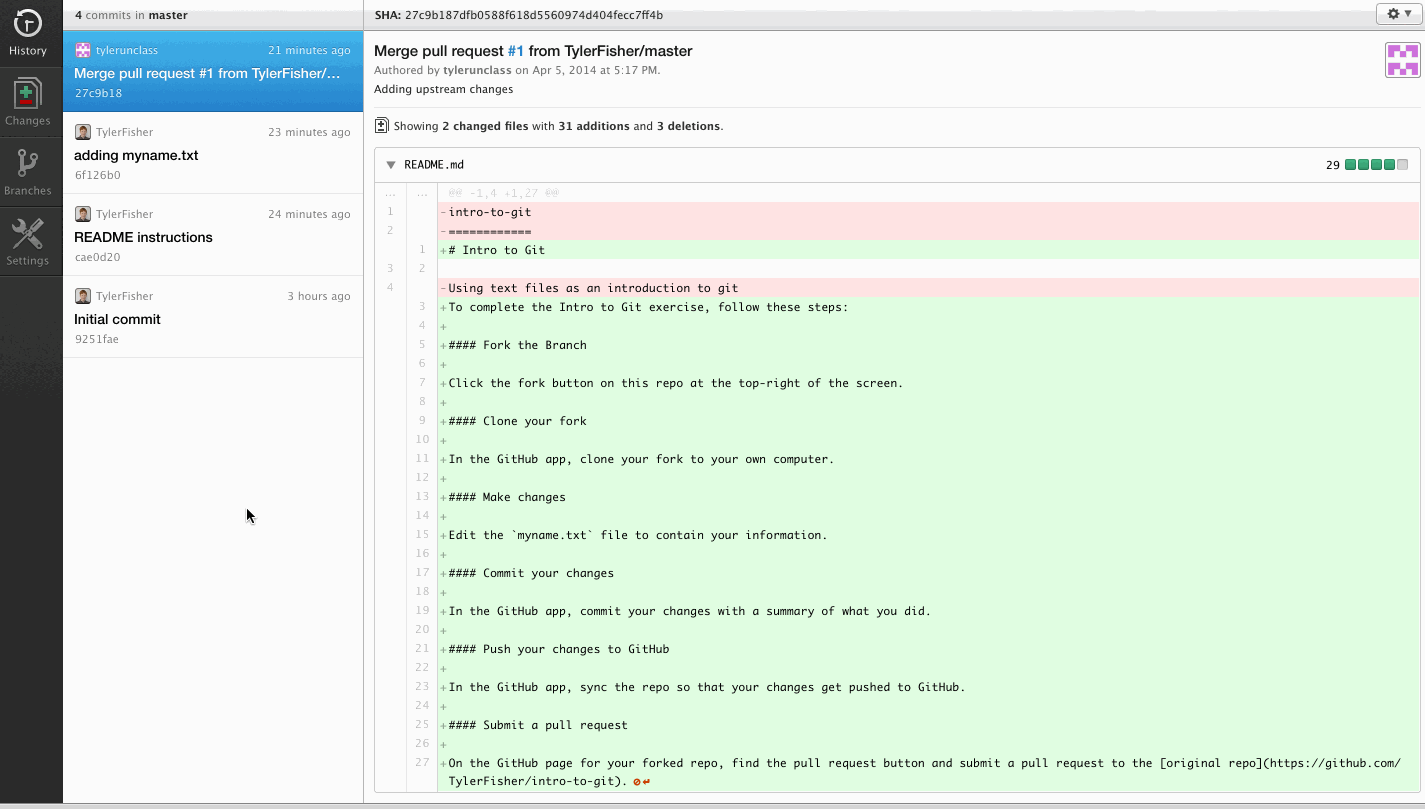 4 commits in master
SHA: 27c9b187dfb0588f618d5560974d404fecc7ff4b
History
Changes
Branches
Settings
tylerunclass 21 minutes ago
Merge pull request #1 from TylerFisher/...
27c9b18
TylerFisher 23 minutes ago
adding myname.txt
6f126b0
TylerFisher 24 minutes ago
README instructions
cae0d20
TylerFisher 3 hours ago
Initial commit
9251fae
Merge pull request #1 from TylerFisher/master
Authored by tylerunclass on Apr 5, 2014 at 5:17 PM.
Adding upstream changes
Showing 2 changed files with 31 additions and 3 deletions.
README.md 29
... ... @@ -1,4 +1,27 @@
1 -intro-to-git
2 -============
1 +# Intro to Git
3 2
4 -Using text files as an introduction to git
3 +To complete the Intro to Git exercise, follow these steps:
4 +
5 +#### Fork the Branch
6 +
7 +Click the fork button on this repo at the top-right of the screen.
8 +
9 +#### Clone your fork
10 +
11 +In the GitHub app, clone your fork to your own computer.
12 +
13 +#### Make changes
14 +
15 +Edit the `myname.txt` file to contain your information.
16 +
17 +#### Commit your changes
18 +
19 +In the GitHub app, commit your changes with a summary of what you did.
20 +
21 +#### Push your changes to GitHub
22 +
23 +In the GitHub app, sync the repo so that your changes get pushed to GitHub.
24 +
25 +#### Submit a pull request
26 +
27 +On the GitHub page for your forked repo, find the pull request button and submit a pull request to the [original repo](https://github.com/
TylerFisher/intro-to-git).